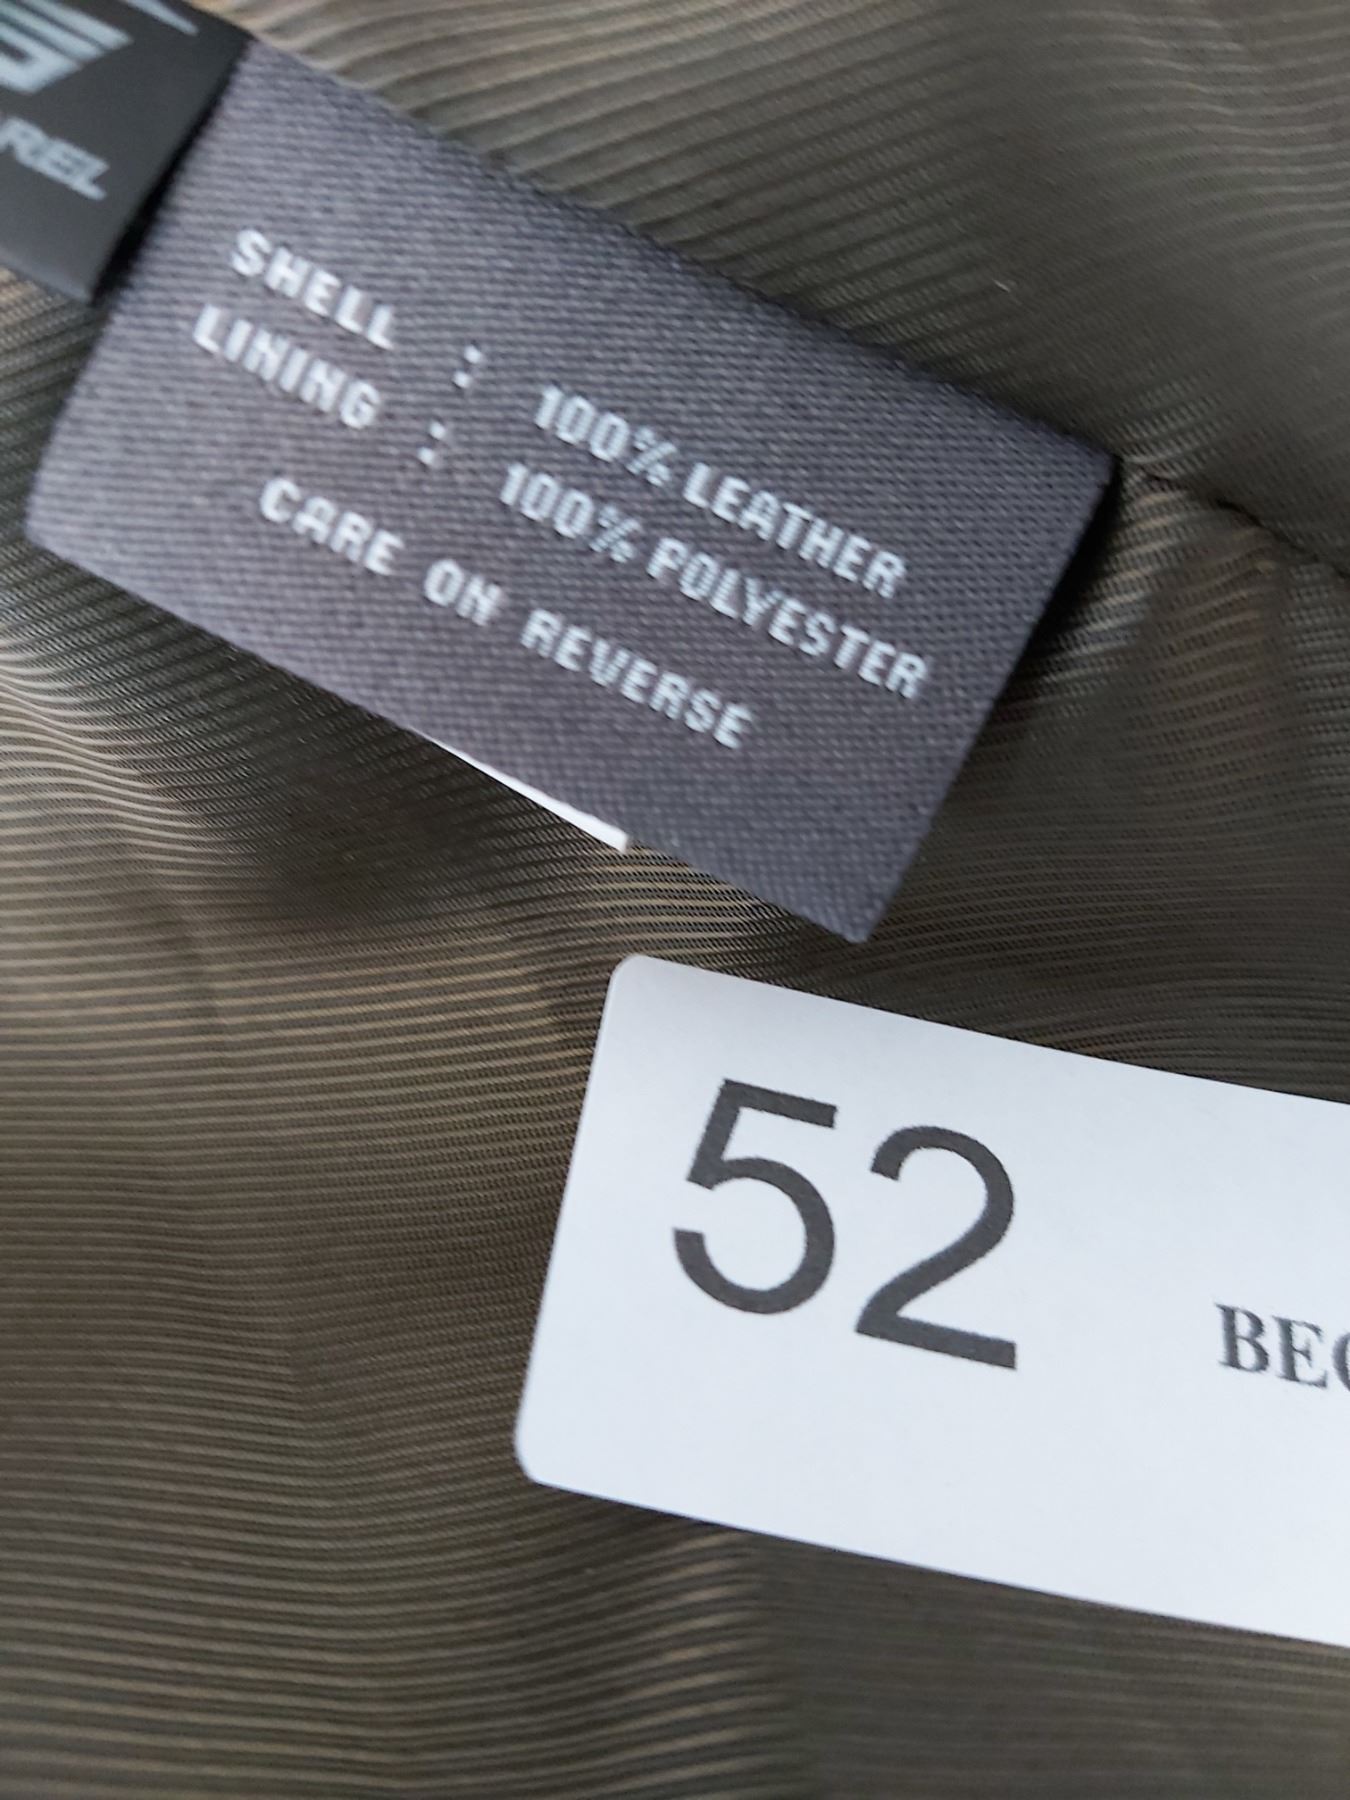 SHELL : 100% LEATHER
LINING : 100% POLYESTER
CARE ON REVERSE
52